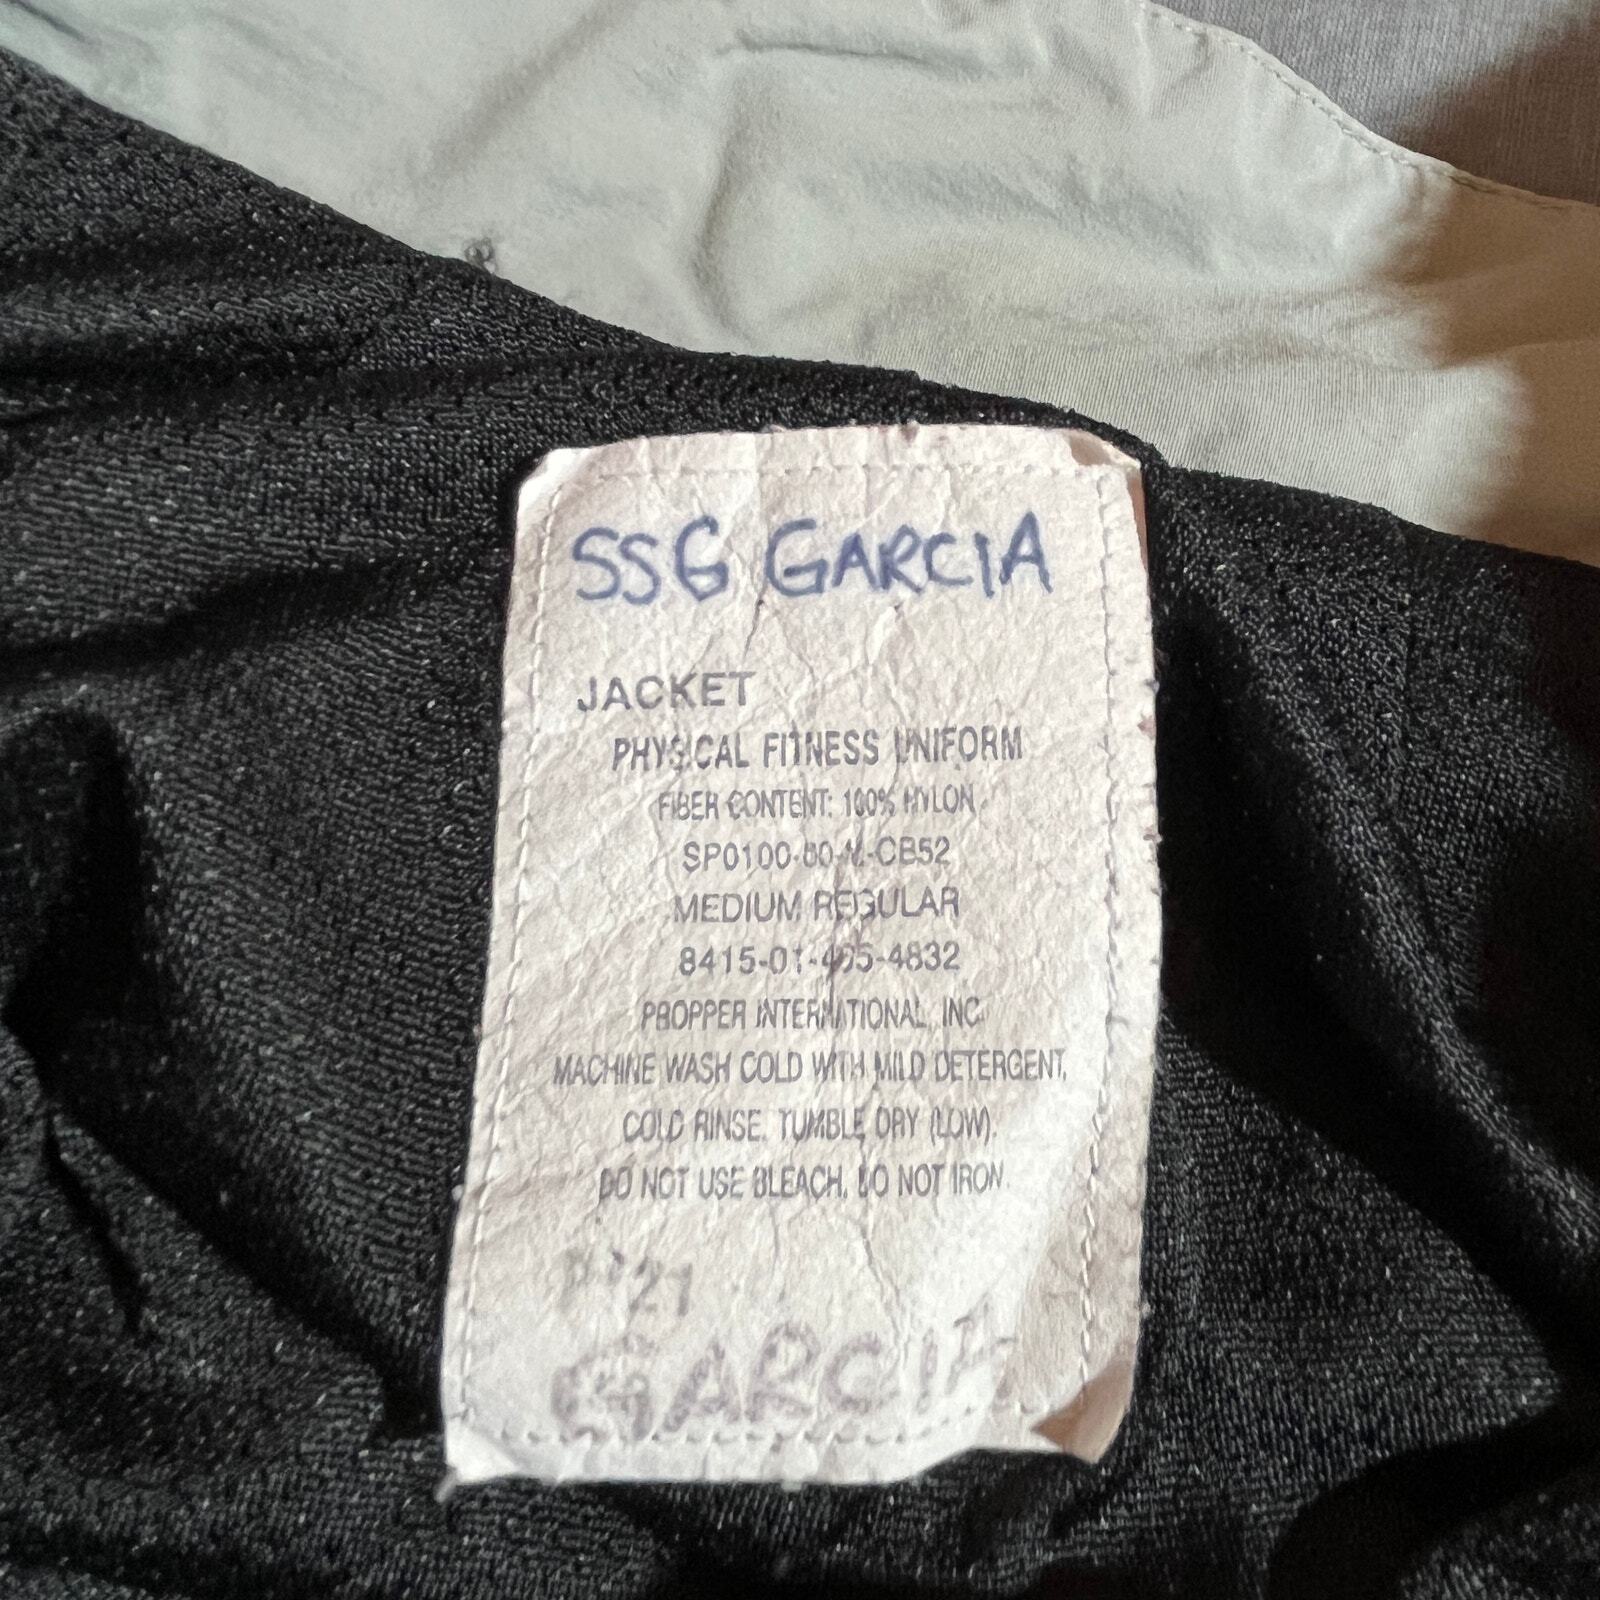 SSG GARCIA
JACKET
PHYSICAL FITNESS UNIFORM
FIBER CONTENT: 100% NYLON
SP0100-00-M-CB52
MEDIUM REGULAR
8415-01-465-4832
PROPPER INTERNATIONAL, INC.
MACHINE WASH COLD WITH MILD DETERGENT,
COLD RINSE. TUMBLE DRY (LOW).
DO NOT USE BLEACH. DO NOT IRON.
GARCIA